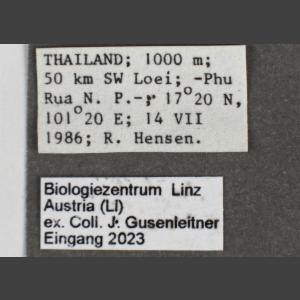 THAILAND; 1000 m;
50 km SW Loei; -Phu
Rua N. P.-; 17°20 N,
101°20 E; 14 VII
1986; R. Hensen.
Biologiezentrum Linz
Austria (LI)
ex. Coll. J. Gusenleitner
Eingang 2023